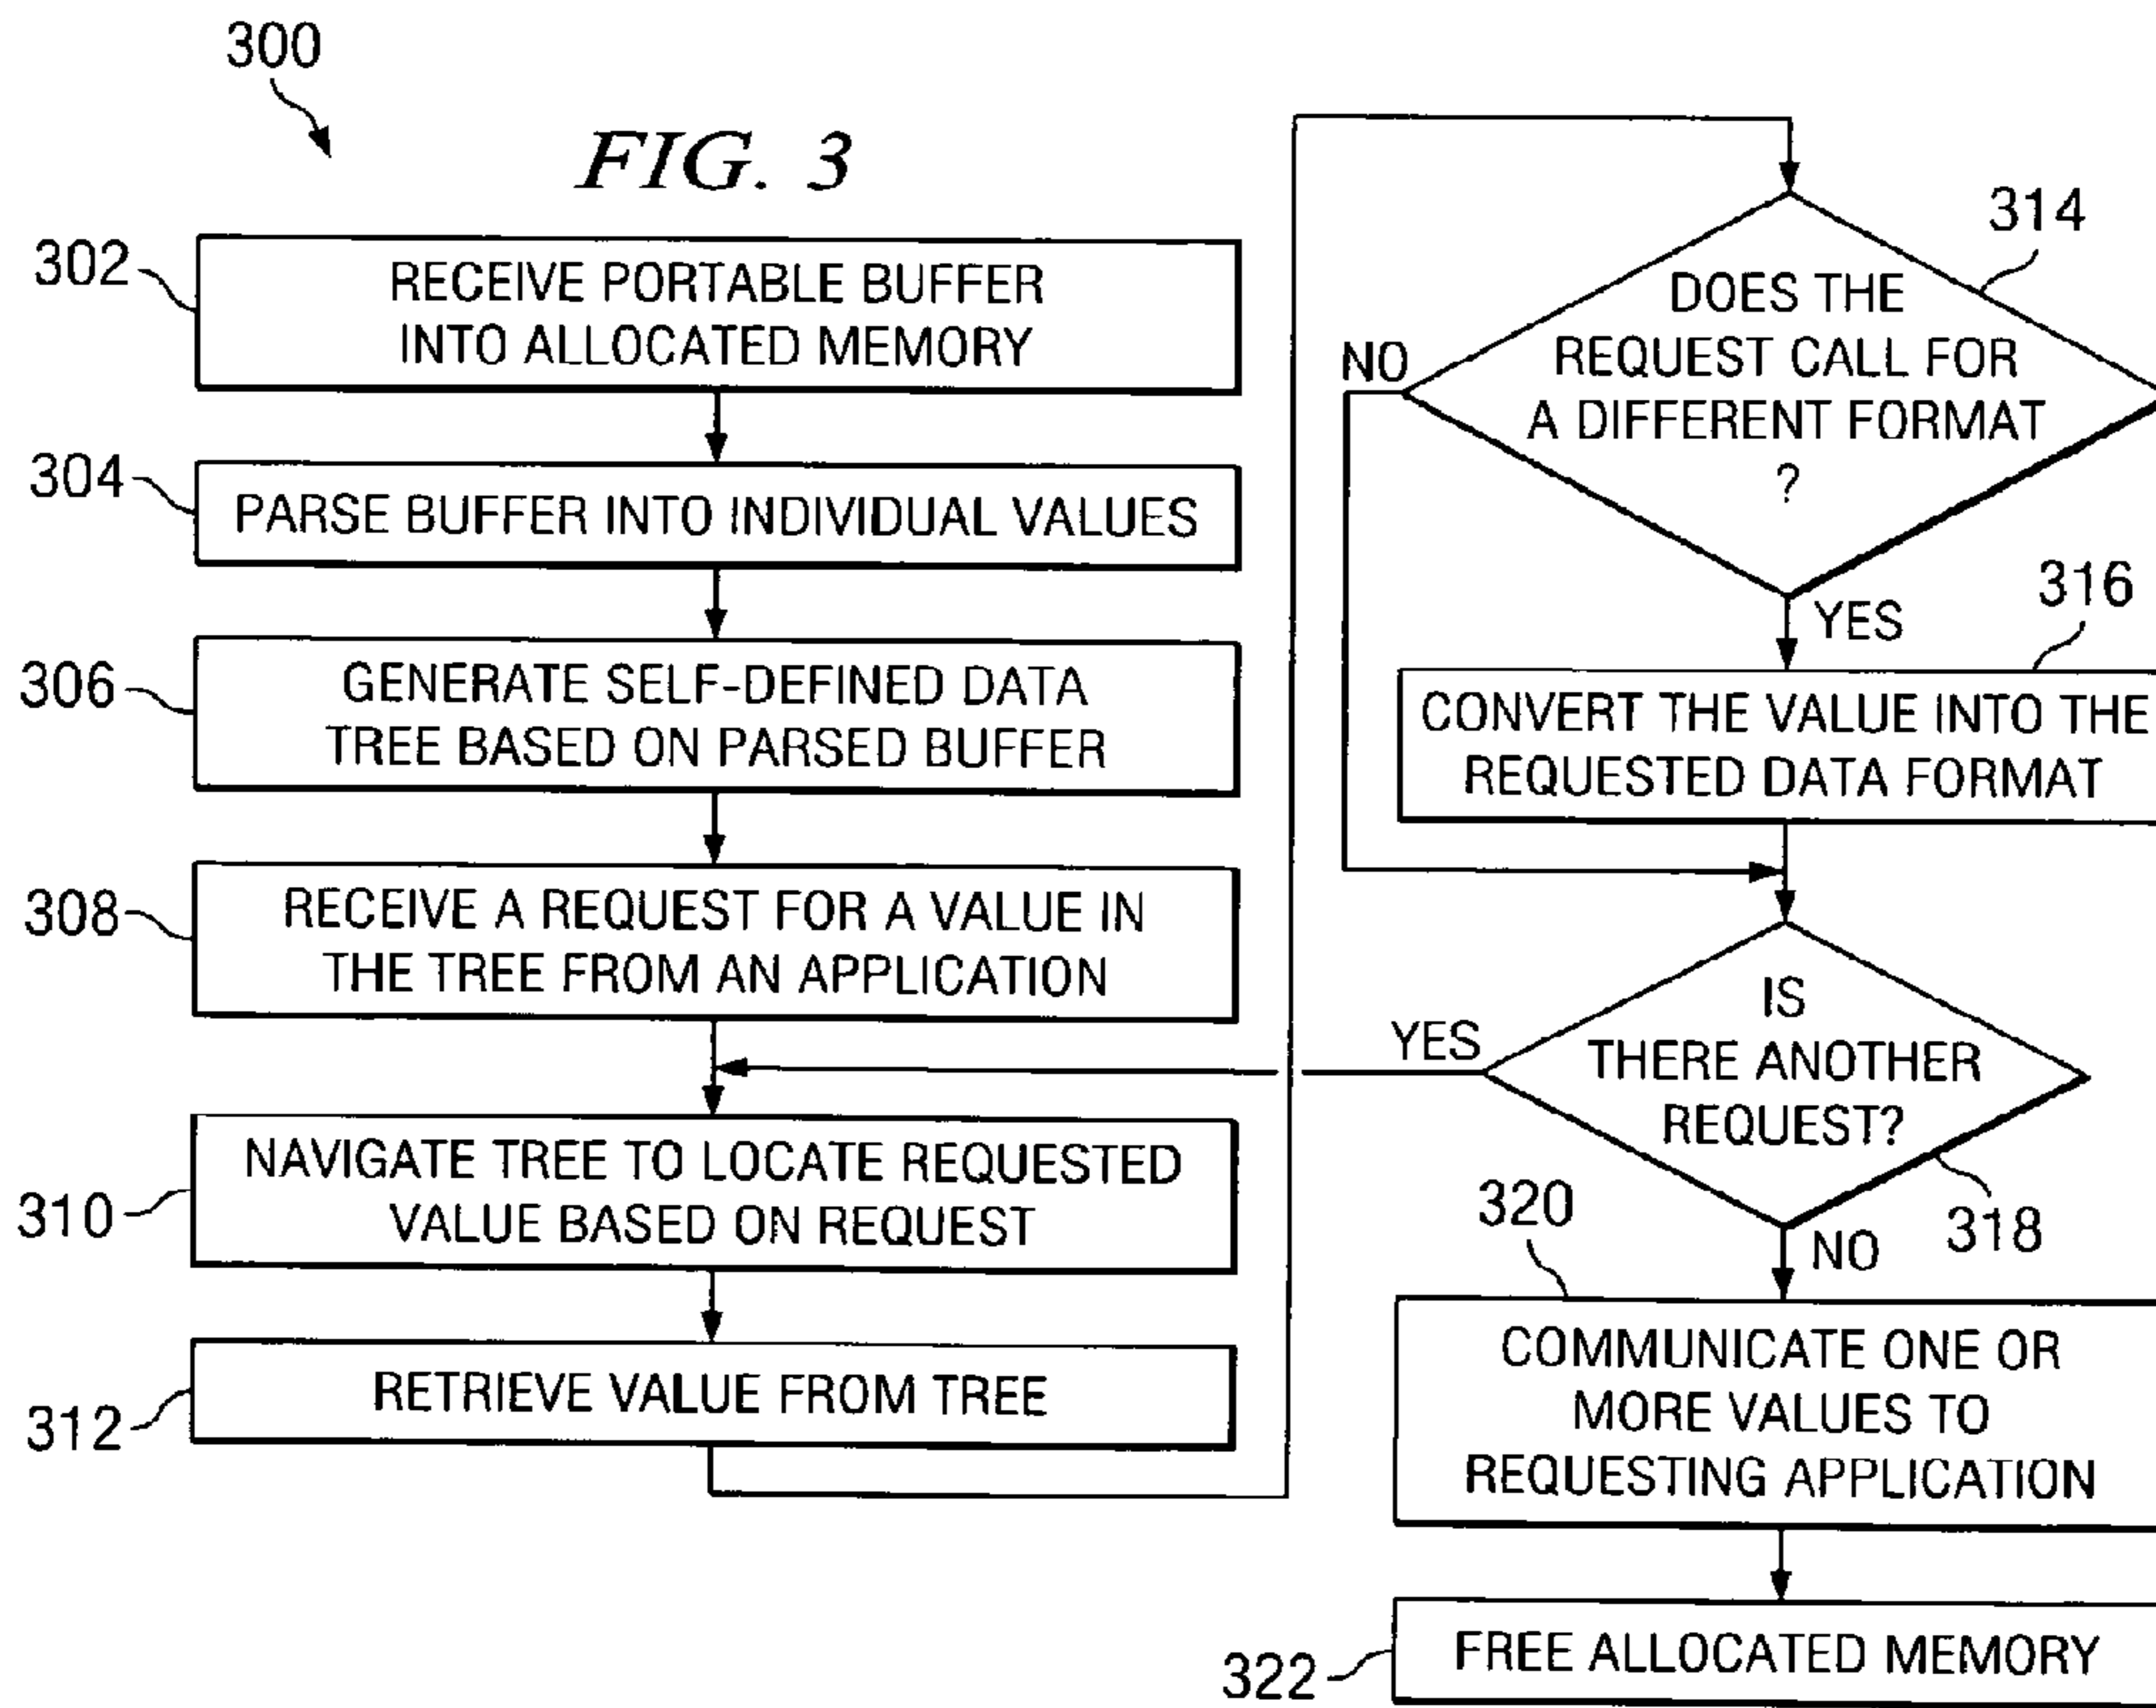 300
FIG. 3
302
RECEIVE PORTABLE BUFFER
INTO ALLOCATED MEMORY
304
PARSE BUFFER INTO INDIVIDUAL VALUES
306
GENERATE SELF-DEFINED DATA
TREE BASED ON PARSED BUFFER
308
RECEIVE A REQUEST FOR A VALUE IN
THE TREE FROM AN APPLICATION
310
NAVIGATE TREE TO LOCATE REQUESTED
VALUE BASED ON REQUEST
312
RETRIEVE VALUE FROM TREE
314
DOES THE
REQUEST CALL FOR
A DIFFERENT FORMAT
?
NO
YES
316
CONVERT THE VALUE INTO THE
REQUESTED DATA FORMAT
IS
THERE ANOTHER
REQUEST?
YES
318
NO
320
COMMUNICATE ONE OR
MORE VALUES TO
REQUESTING APPLICATION
322
FREE ALLOCATED MEMORY